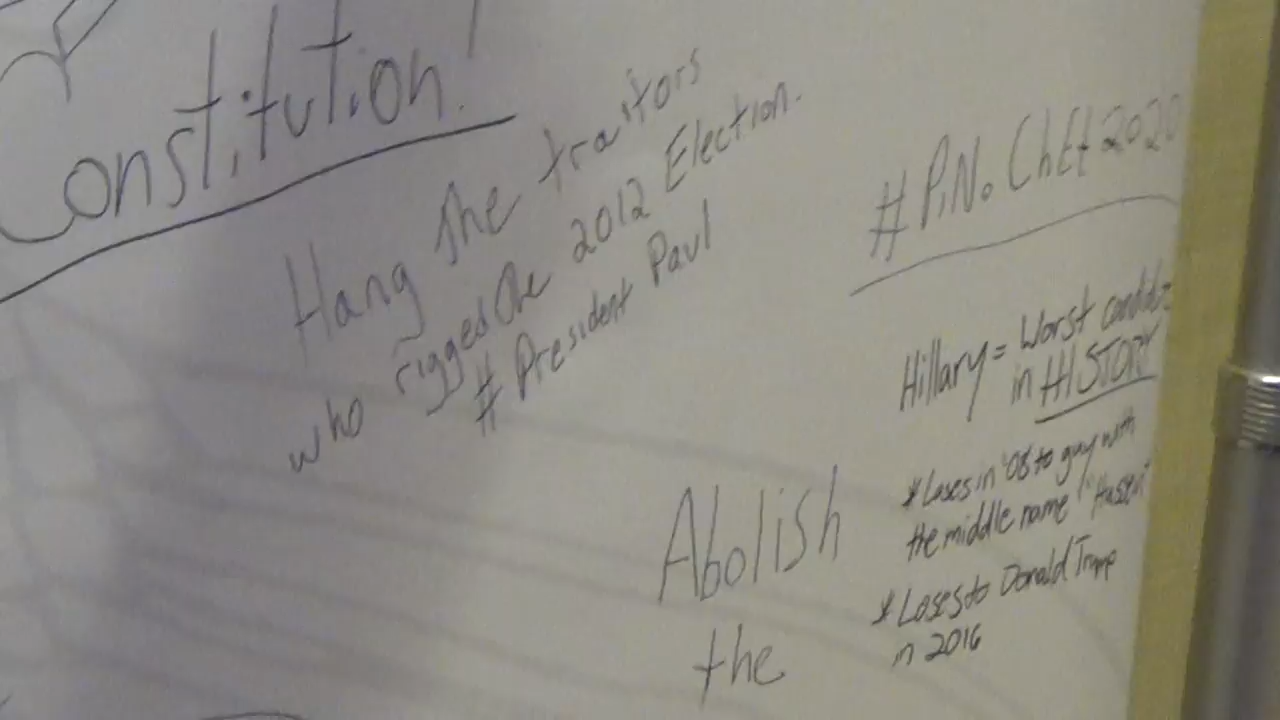 Constitution!
Hang the traitors
who rigged the 2012 Election.
# President Paul
#PiNoChEt 2020
Hillary = Worst
in HISTORY
* Loses in '08 to guy with
the middle name "Hussein"
* Loses to Donald Trump
in 2016
Abolish
the